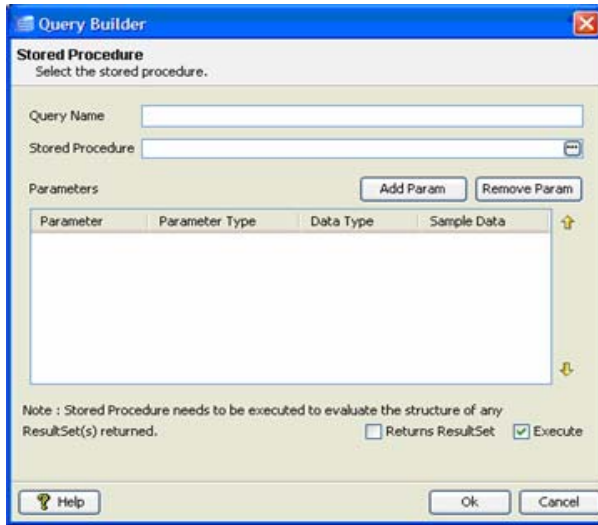 Query Builder
Stored Procedure
Select the stored procedure.
Query Name
Stored Procedure
Parameters Add Param Remove Param
Parameter Parameter Type Data Type Sample Data
Note : Stored Procedure needs to be executed to evaluate the structure of any
ResultSet(s) returned. Returns ResultSet Execute
Help Ok Cancel